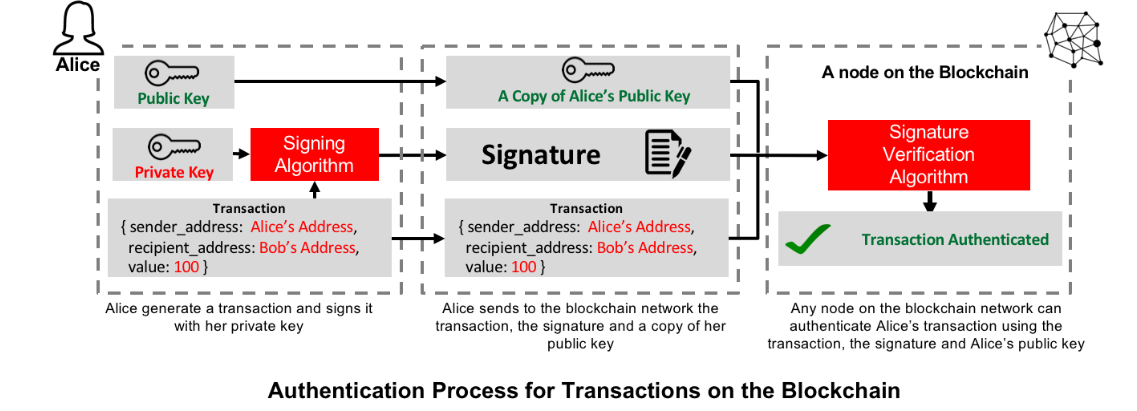 Alice
Public Key
Private Key
Signing
Algorithm
Transaction
{ sender_address: Alice's Address,
recipient_address: Bob's Address,
value: 100 }
Alice generate a transaction and signs it
with her private key
A Copy of Alice's Public Key
Signature
Transaction
{ sender_address: Alice's Address,
recipient_address: Bob's Address,
value: 100 }
Alice sends to the blockchain network the
transaction, the signature and a copy of her
public key
A node on the Blockchain
Signature
Verification
Algorithm
Transaction Authenticated
Any node on the blockchain network can
authenticate Alice's transaction using the
transaction, the signature and Alice's public key
Authentication Process for Transactions on the Blockchain